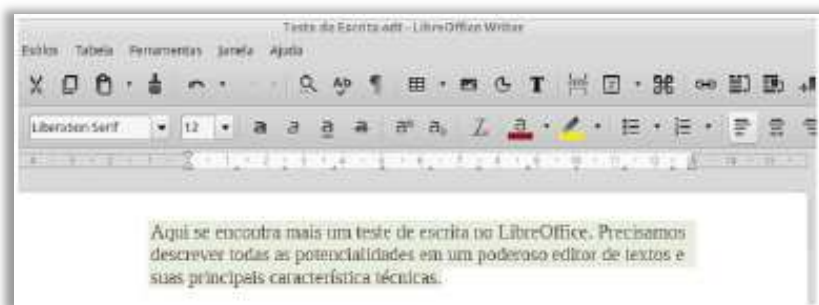 Teste de Escrita.odt - LibreOffice Writer
Estilos Tabela Ferramentas Janela Ajuda
Liberation Serif 12
Aqui se encontra mais um teste de escrita no LibreOffice. Precisamos
descrever todas as potencialidades em um poderoso editor de textos e
suas principais característica técnicas.